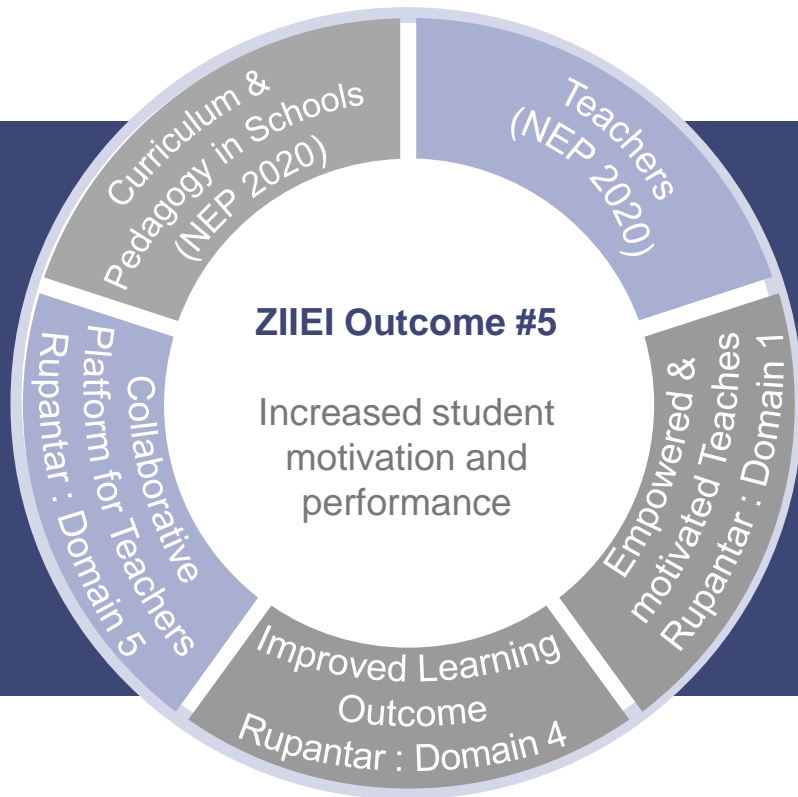 Curriculum &
Pedagogy in Schools
(NEP 2020)
Teachers
(NEP 2020)
ZIIEI Outcome #5
Increased student
motivation and
performance
Empowered &
motivated Teaches
Rupantar : Domain 1
Improved Learning
Outcome
Rupantar : Domain 4
Collaborative
Platform for Teachers
Rupantar : Domain 5